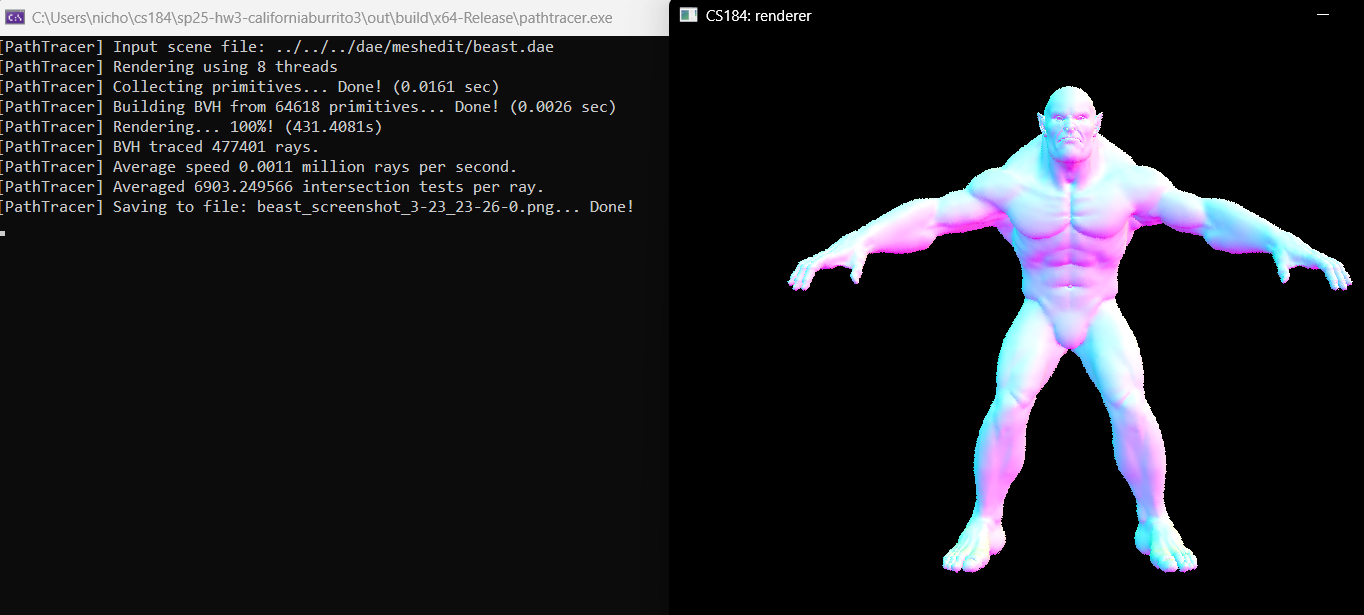 C:\Users\nicho\cs184\sp25-hw3-californiaburrito3\out\build\x64-Release\pathtracer.exe
CS184: renderer
[PathTracer] Input scene file: ../../../dae/meshedit/beast.dae
[PathTracer] Rendering using 8 threads
[PathTracer] Collecting primitives... Done! (0.0161 sec)
[PathTracer] Building BVH from 64618 primitives... Done! (0.0026 sec)
[PathTracer] Rendering... 100%! (431.4081s)
[PathTracer] BVH traced 477401 rays.
[PathTracer] Average speed 0.0011 million rays per second.
[PathTracer] Averaged 6903.249566 intersection tests per ray.
[PathTracer] Saving to file: beast_screenshot_3-23_23-26-0.png... Done!